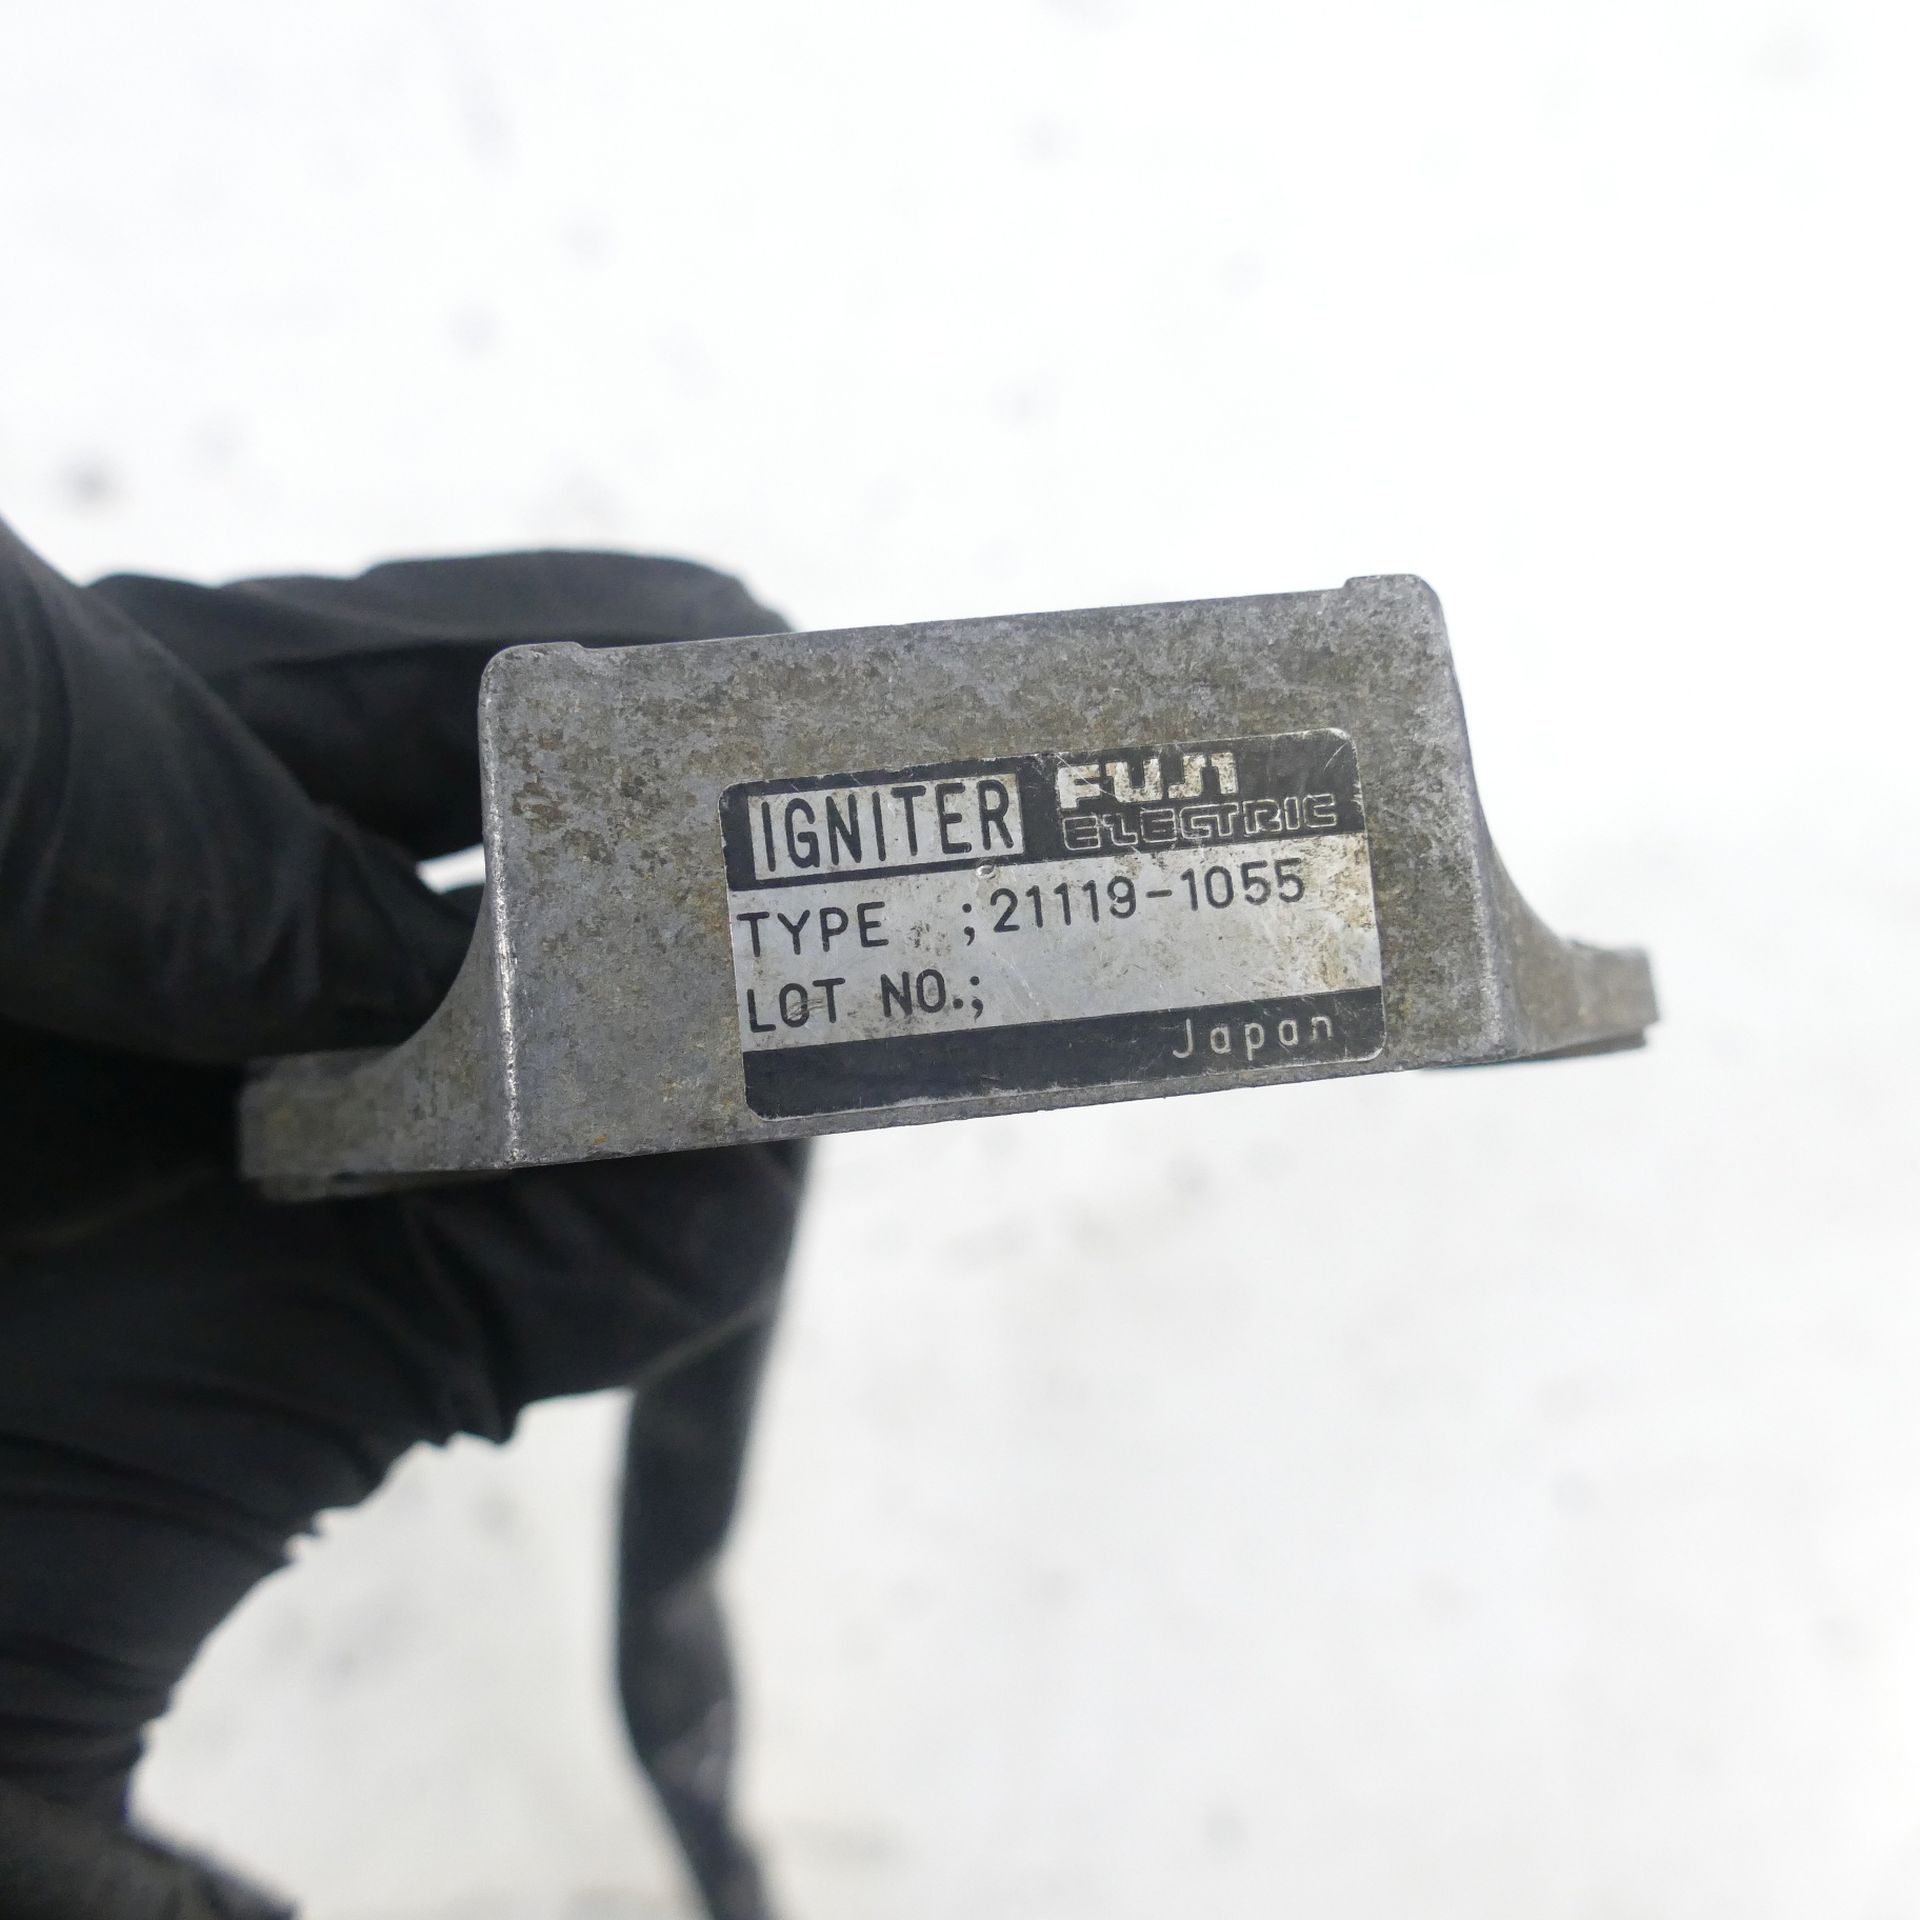 IGNITER FUJI
ELECTRIC
TYPE ;21119-1055
LOT NO.;
Japan